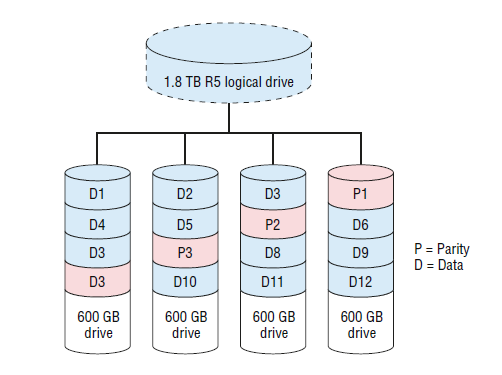 1.8 TB R5 logical drive
D1
D2
D3
P1
D4
D5
P2
D6
D3
P3
D8
D9
D3
D10
D11
D12
600 GB
drive
600 GB
drive
600 GB
drive
600 GB
drive
P = Parity
D = Data